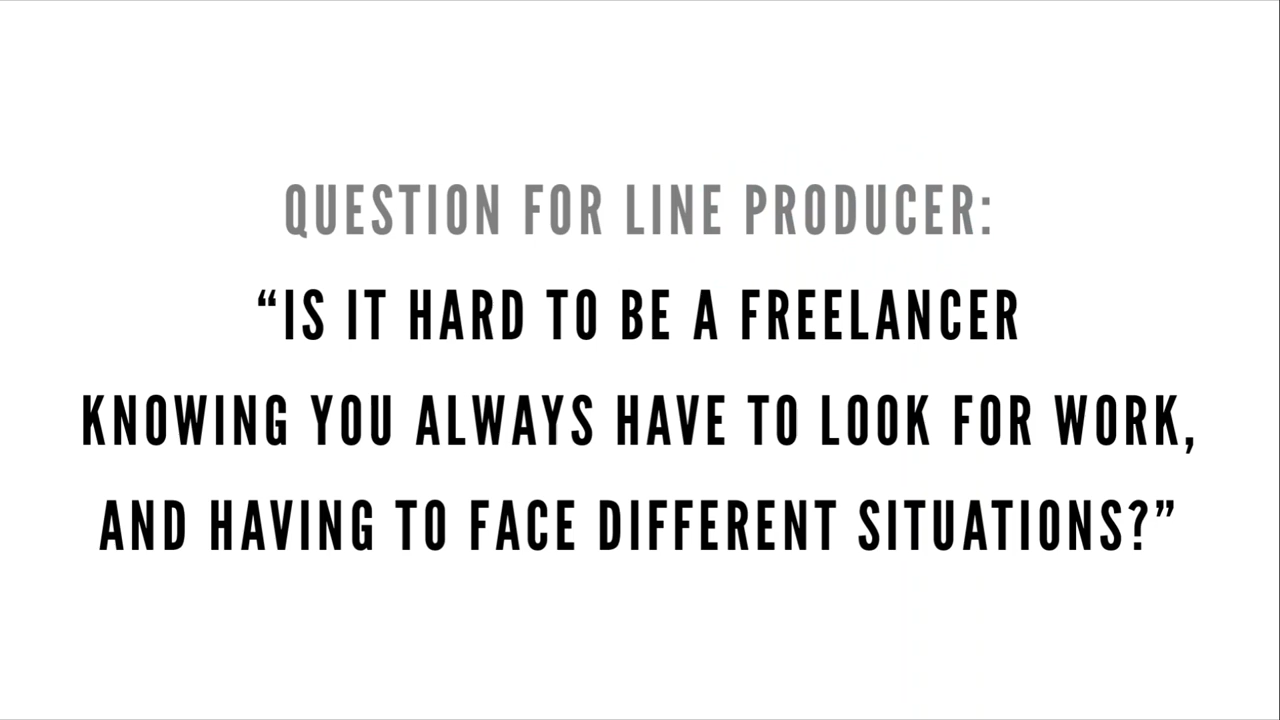 QUESTION FOR LINE PRODUCER:
“IS IT HARD TO BE A FREELANCER
KNOWING YOU ALWAYS HAVE TO LOOK FOR WORK,
AND HAVING TO FACE DIFFERENT SITUATIONS?”